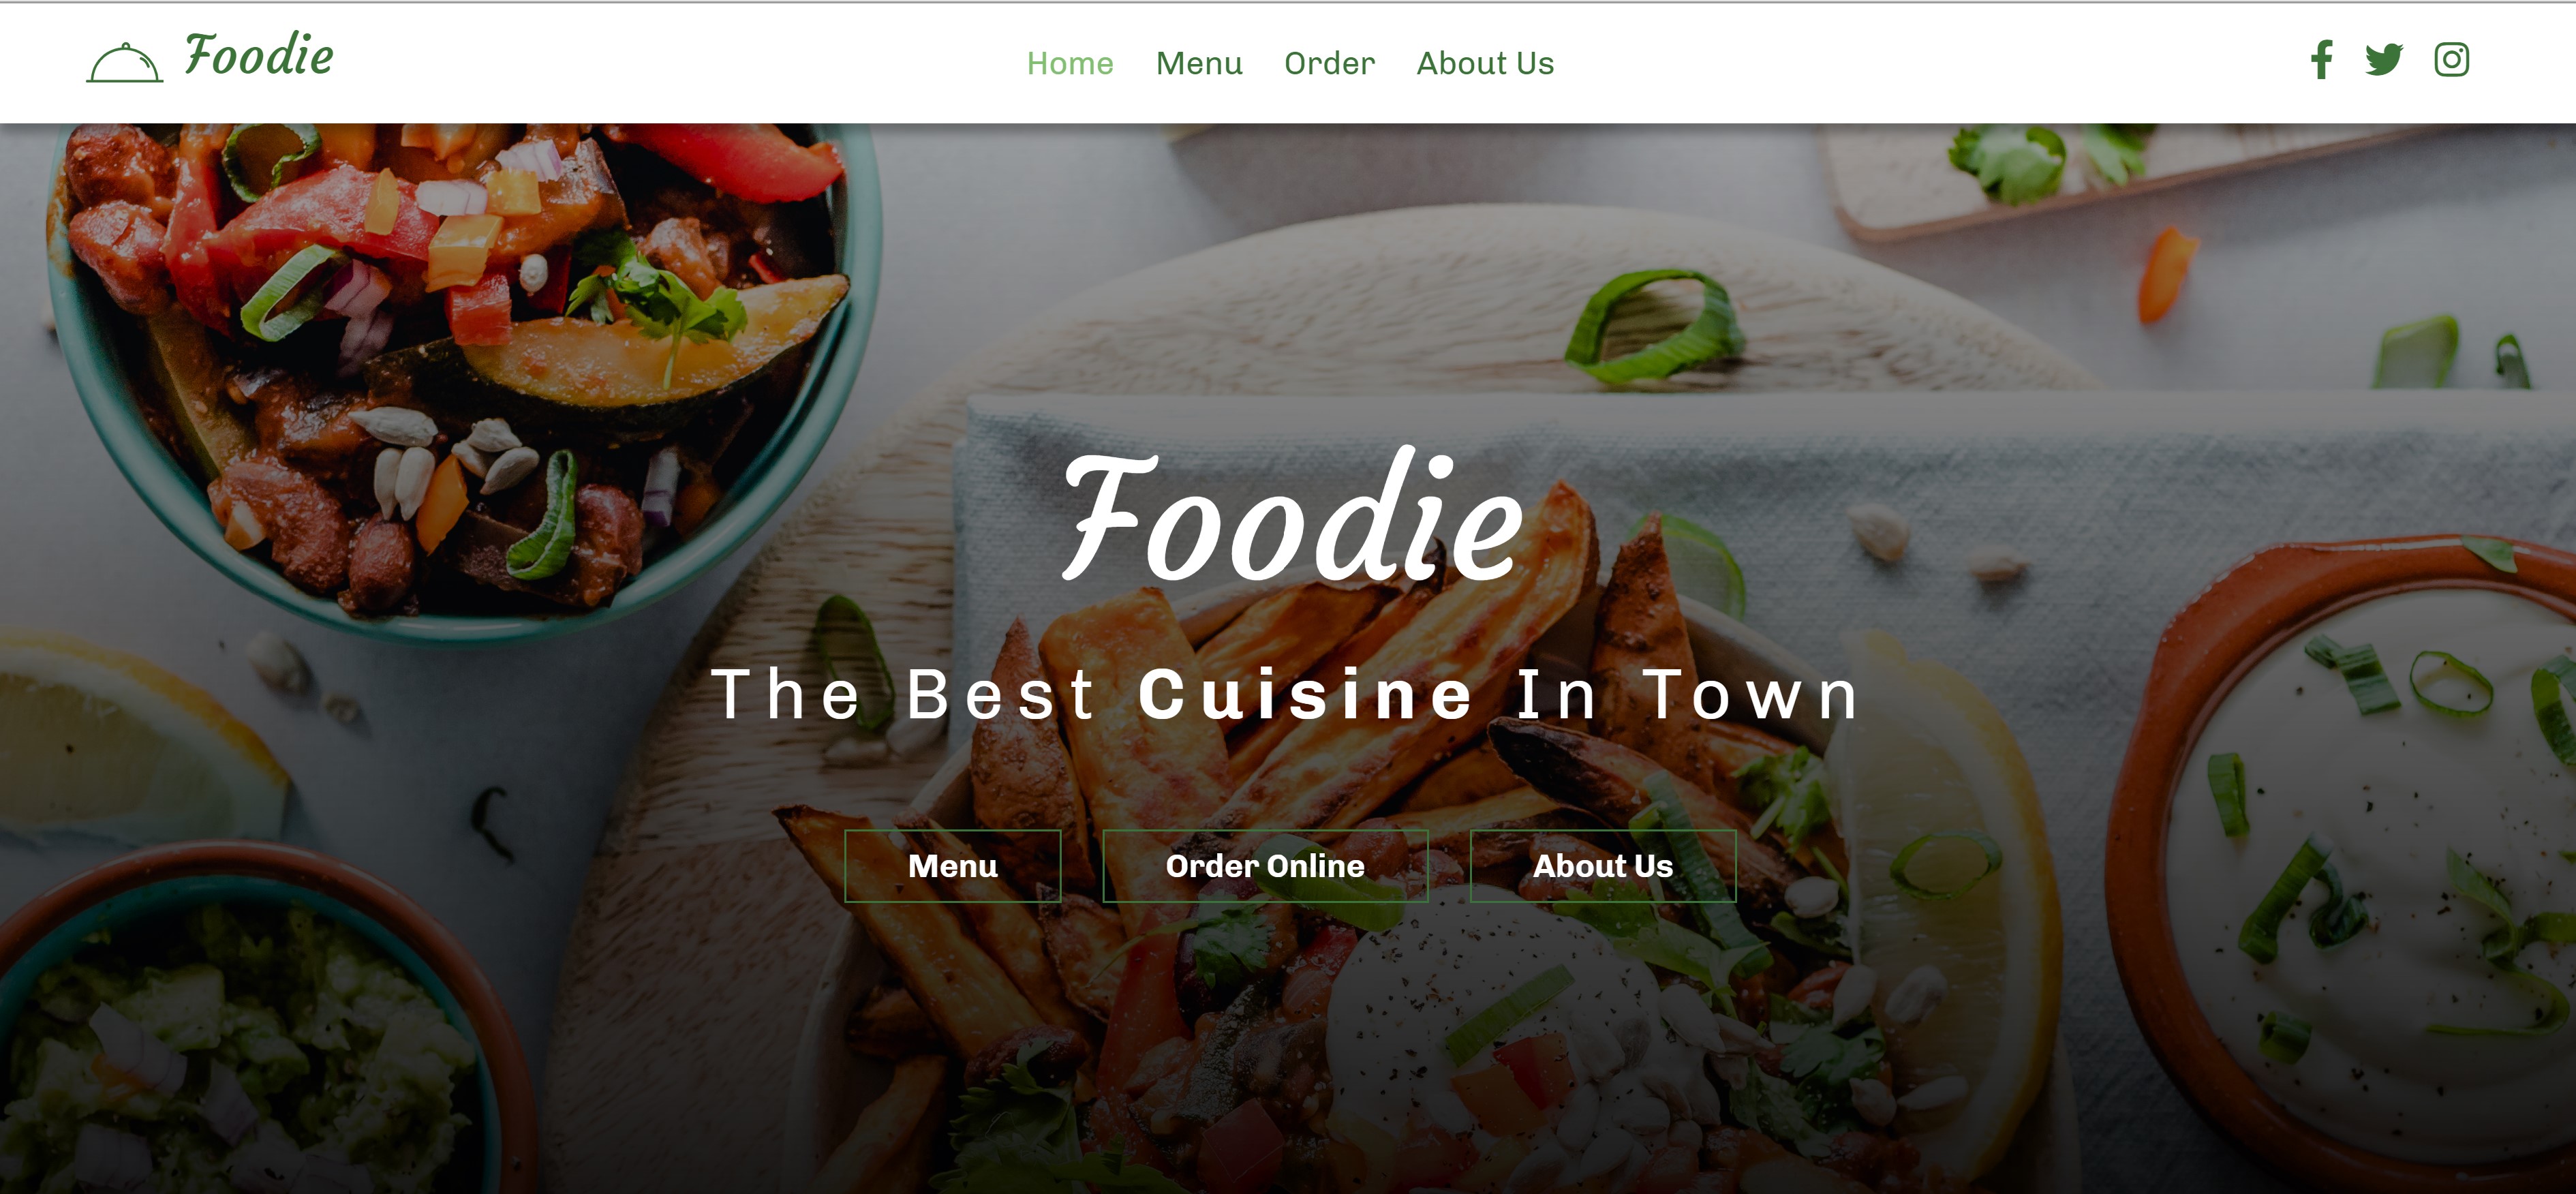 Foodie
Home Menu Order About Us
Foodie
The Best Cuisine In Town
Menu Order Online About Us